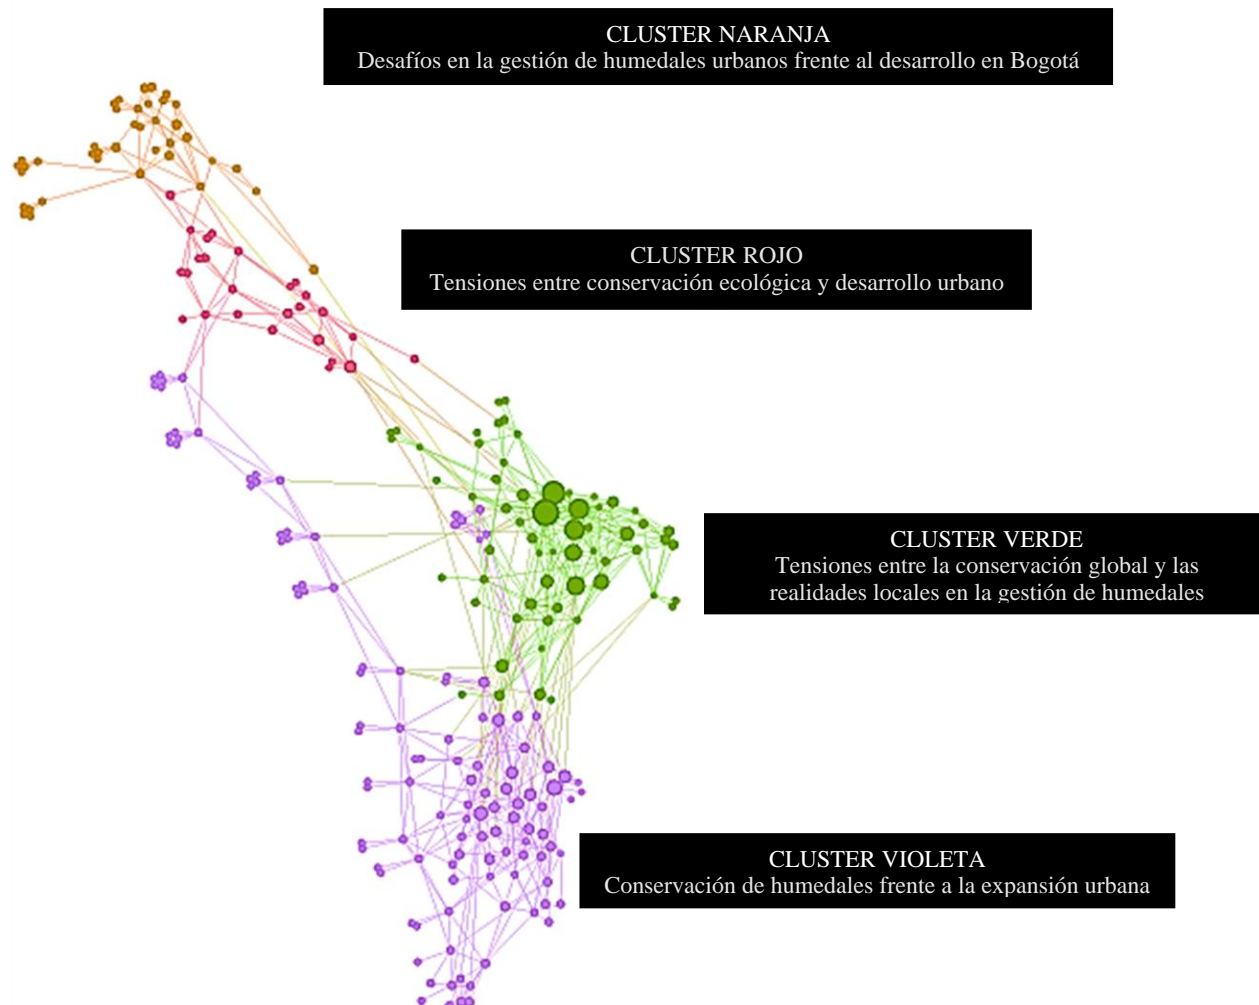 CLUSTER NARANJA
Desafíos en la gestión de humedales urbanos frente al desarrollo en Bogotá
CLUSTER ROJO
Tensiones entre conservación ecológica y desarrollo urbano
CLUSTER VERDE
Tensiones entre la conservación global y las
realidades locales en la gestión de humedales
CLUSTER VIOLETA
Conservación de humedales frente a la expansión urbana